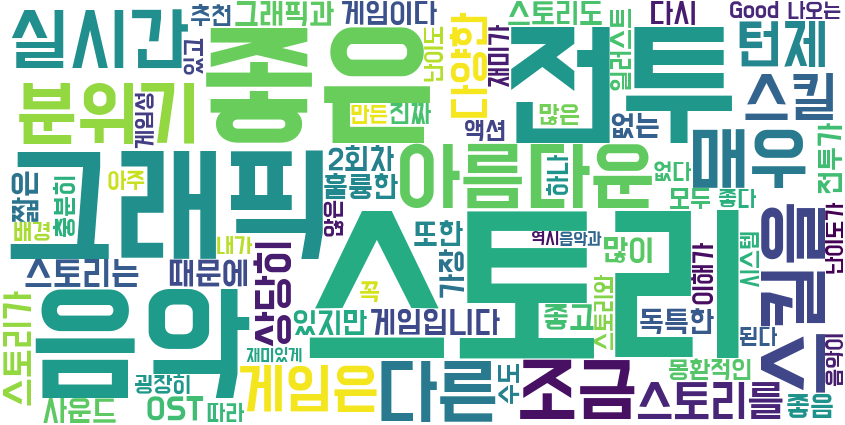 실시간
추천
그래픽과
게임이다
스토리도
다시
Good
나오는
좋은
전투
턴제
있고
난이도
다양한
재미가
일러스트
분위기
게임성
만든
진짜
액션
많은
없는
스킬
매우
그래픽
2회차
훌륭한
아름다운
하나
없다
전투가
짧은
아주
충분히
배경
않은
모두
좋다
스토리
내가
또한
역시
음악과
많이
이해가
시스템
난이도가
스킬을
스토리는
때문에
상당히
가장
꼭
음악
있지만
게임입니다
좋고
스토리와
독특한
된다
스토리가
재미있게
굉장히
게임은
다른
수도
조금
몽환적인
스토리를
좋음
음악이
사운드
OST
따라